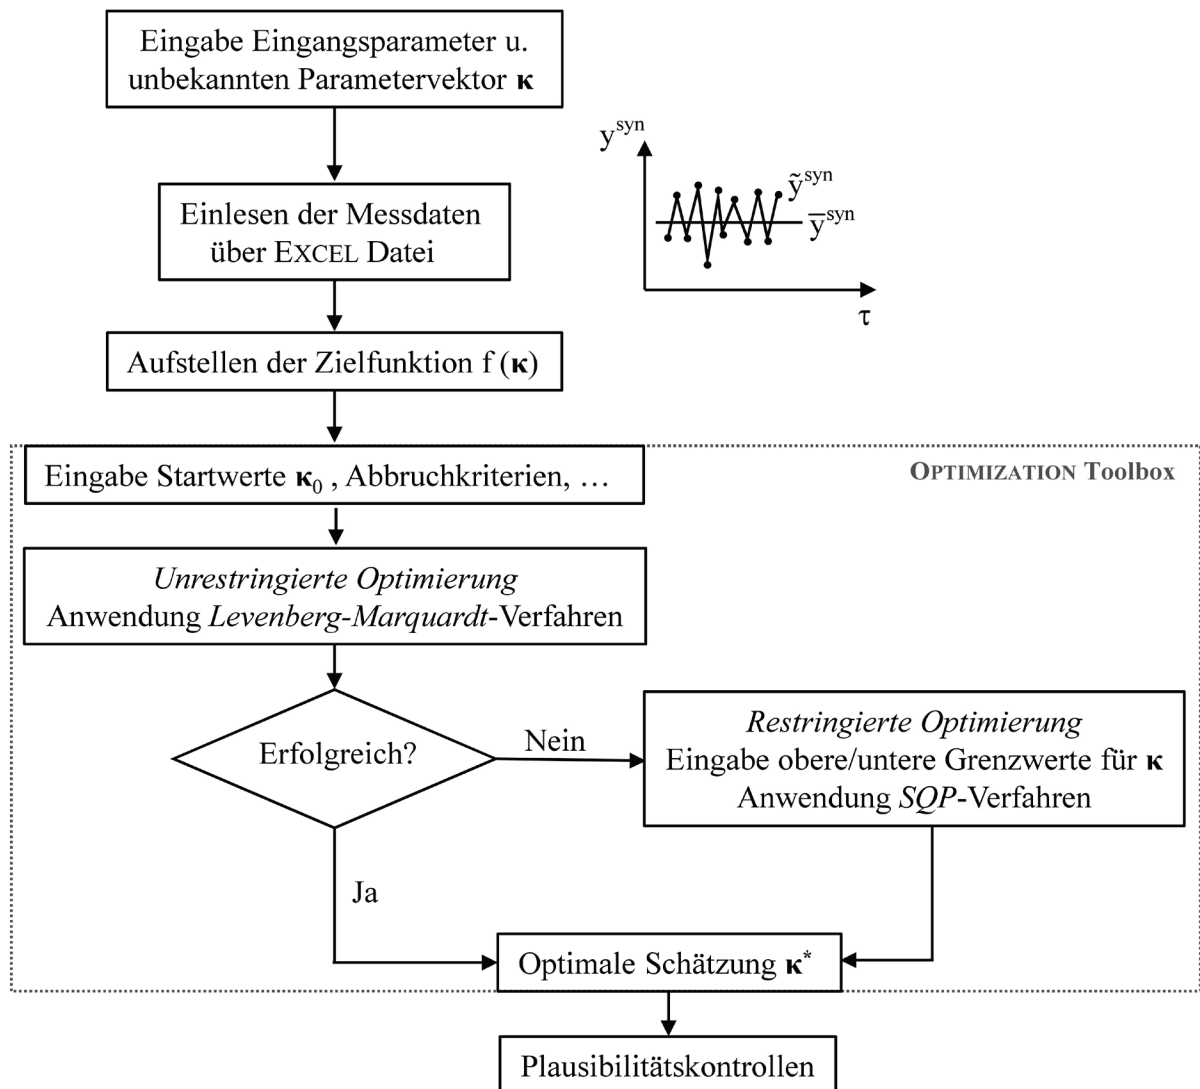 Eingabe Eingangsparameter u.
unbekannten Parametervektor κ
y^syn
ỹ^syn
y̅^syn
τ
Einlesen der Messdaten
über EXCEL Datei
Aufstellen der Zielfunktion f (κ)
Eingabe Startwerte κ₀ , Abbruchkriterien, …
OPTIMIZATION Toolbox
Unrestringierte Optimierung
Anwendung Levenberg-Marquardt-Verfahren
Erfolgreich?
Nein
Restringierte Optimierung
Eingabe obere/untere Grenzwerte für κ
Anwendung SQP-Verfahren
Ja
Optimale Schätzung κ*
Plausibilitätskontrollen